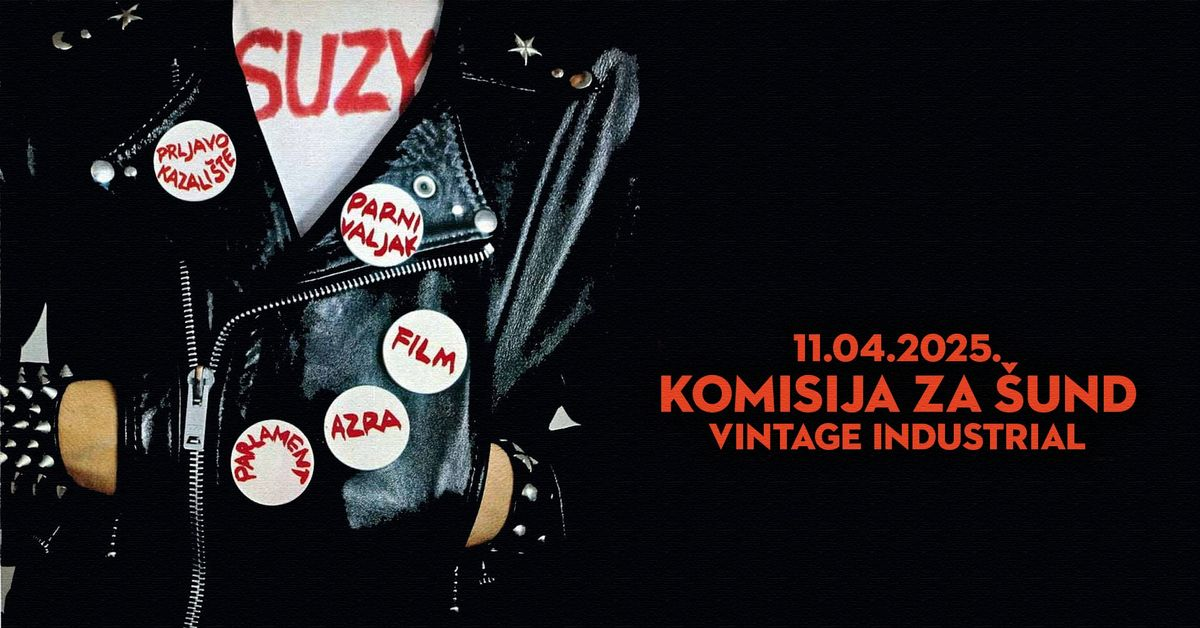 SUZY
PRLJAVO
KAZALIŠTE
PARNI
VALJAK
FILM
AZRA
PARLAMENT
11.04.2025.
KOMISIJA ZA ŠUND
VINTAGE INDUSTRIAL